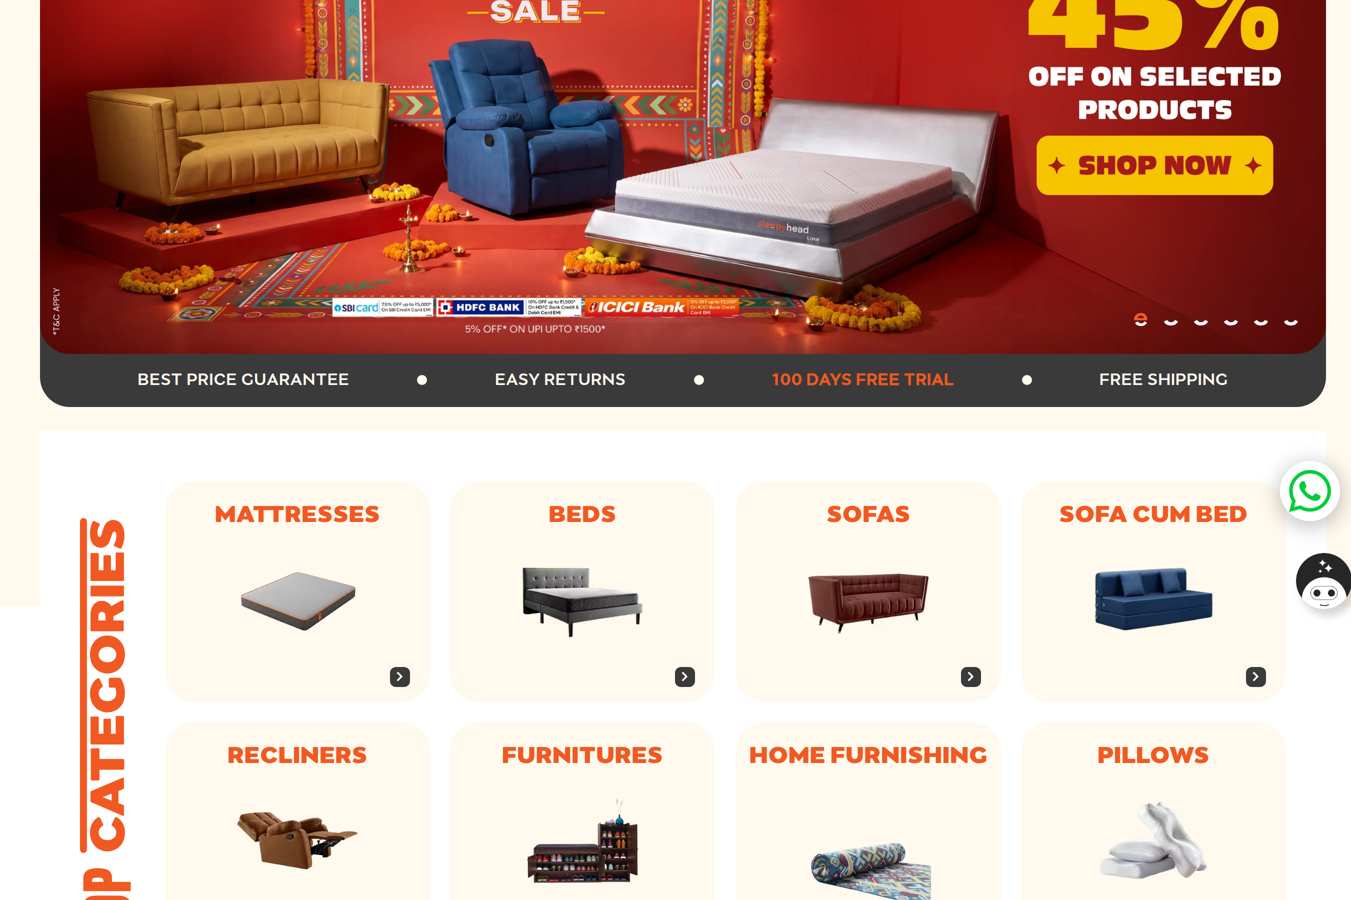 SALE
45%
OFF ON SELECTED
PRODUCTS
SHOP NOW
sleepyhead
Luxe
*T&C APPLY
SBI card
HDFC BANK
ICICI Bank
5% OFF* ON UPI UPTO ₹1500*
BEST PRICE GUARANTEE
EASY RETURNS
100 DAYS FREE TRIAL
FREE SHIPPING
CATEGORIES
MATTRESSES
BEDS
SOFAS
SOFA CUM BED
RECLINERS
FURNITURES
HOME FURNISHING
PILLOWS